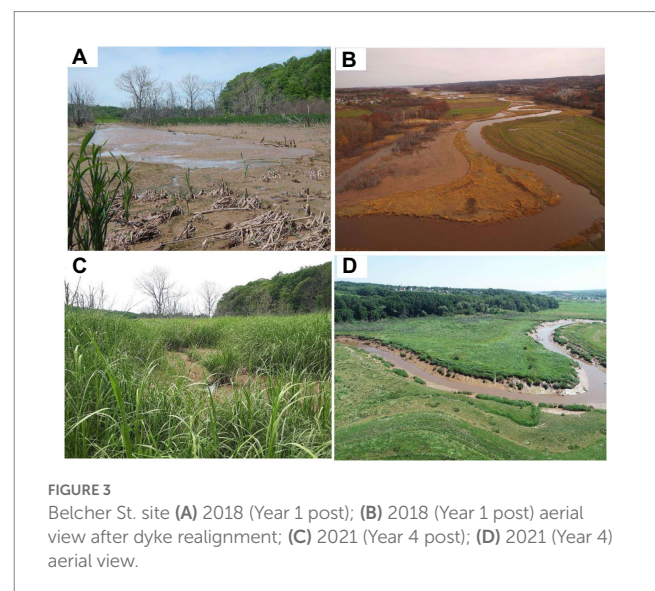 A
B
C
D
FIGURE 3
Belcher St. site (A) 2018 (Year 1 post); (B) 2018 (Year 1 post) aerial
view after dyke realignment; (C) 2021 (Year 4 post); (D) 2021 (Year 4)
aerial view.